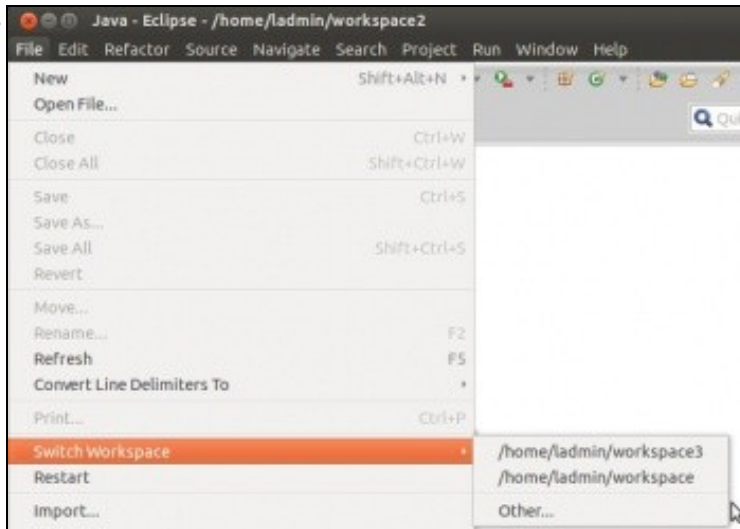 Java - Eclipse - /home/ladmin/workspace2
File Edit Refactor Source Navigate Search Project Run Window Help
New Shift+Alt+N
Open File...
Close Ctrl+W
Close All Shift+Ctrl+W
Save Ctrl+S
Save As...
Save All Shift+Ctrl+S
Revert
Move...
Rename... F2
Refresh F5
Convert Line Delimiters To
Print... Ctrl+P
Switch Workspace
Restart
Import...
Qui
/home/ladmin/workspace3
/home/ladmin/workspace
Other...